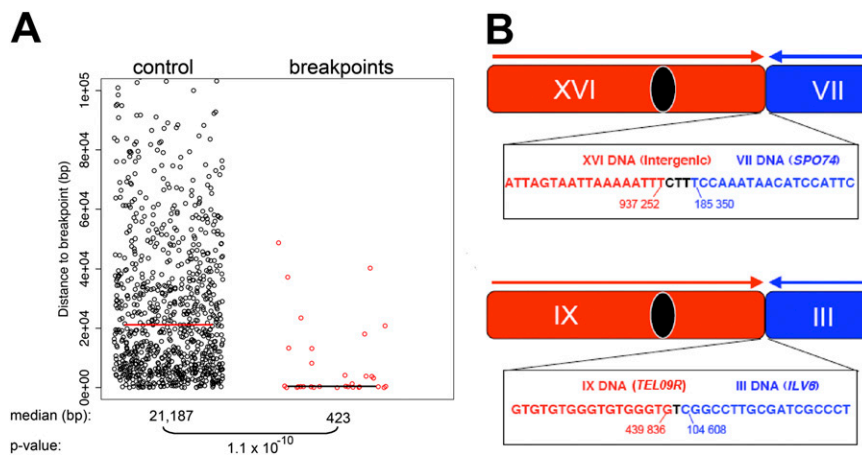 A
control breakpoints
Distance to breakpoint (bp)
1e+05
8e+04
6e+04
4e+04
2e+04
0e+00
median (bp): 21,187 423
p-value: 1.1 x 10⁻¹⁰
B
XVI VII
XVI DNA (Intergenic) VII DNA (SPO74)
ATTAGTAATTAAAAATTTCTTTCCAAATAACATCCATTC
937 252 185 350
IX III
IX DNA (TEL09R) III DNA (ILV6)
GTGTGTGGGTGTGGGTGTCGGCCTTGCGATCGCCCT
439 836 104 608